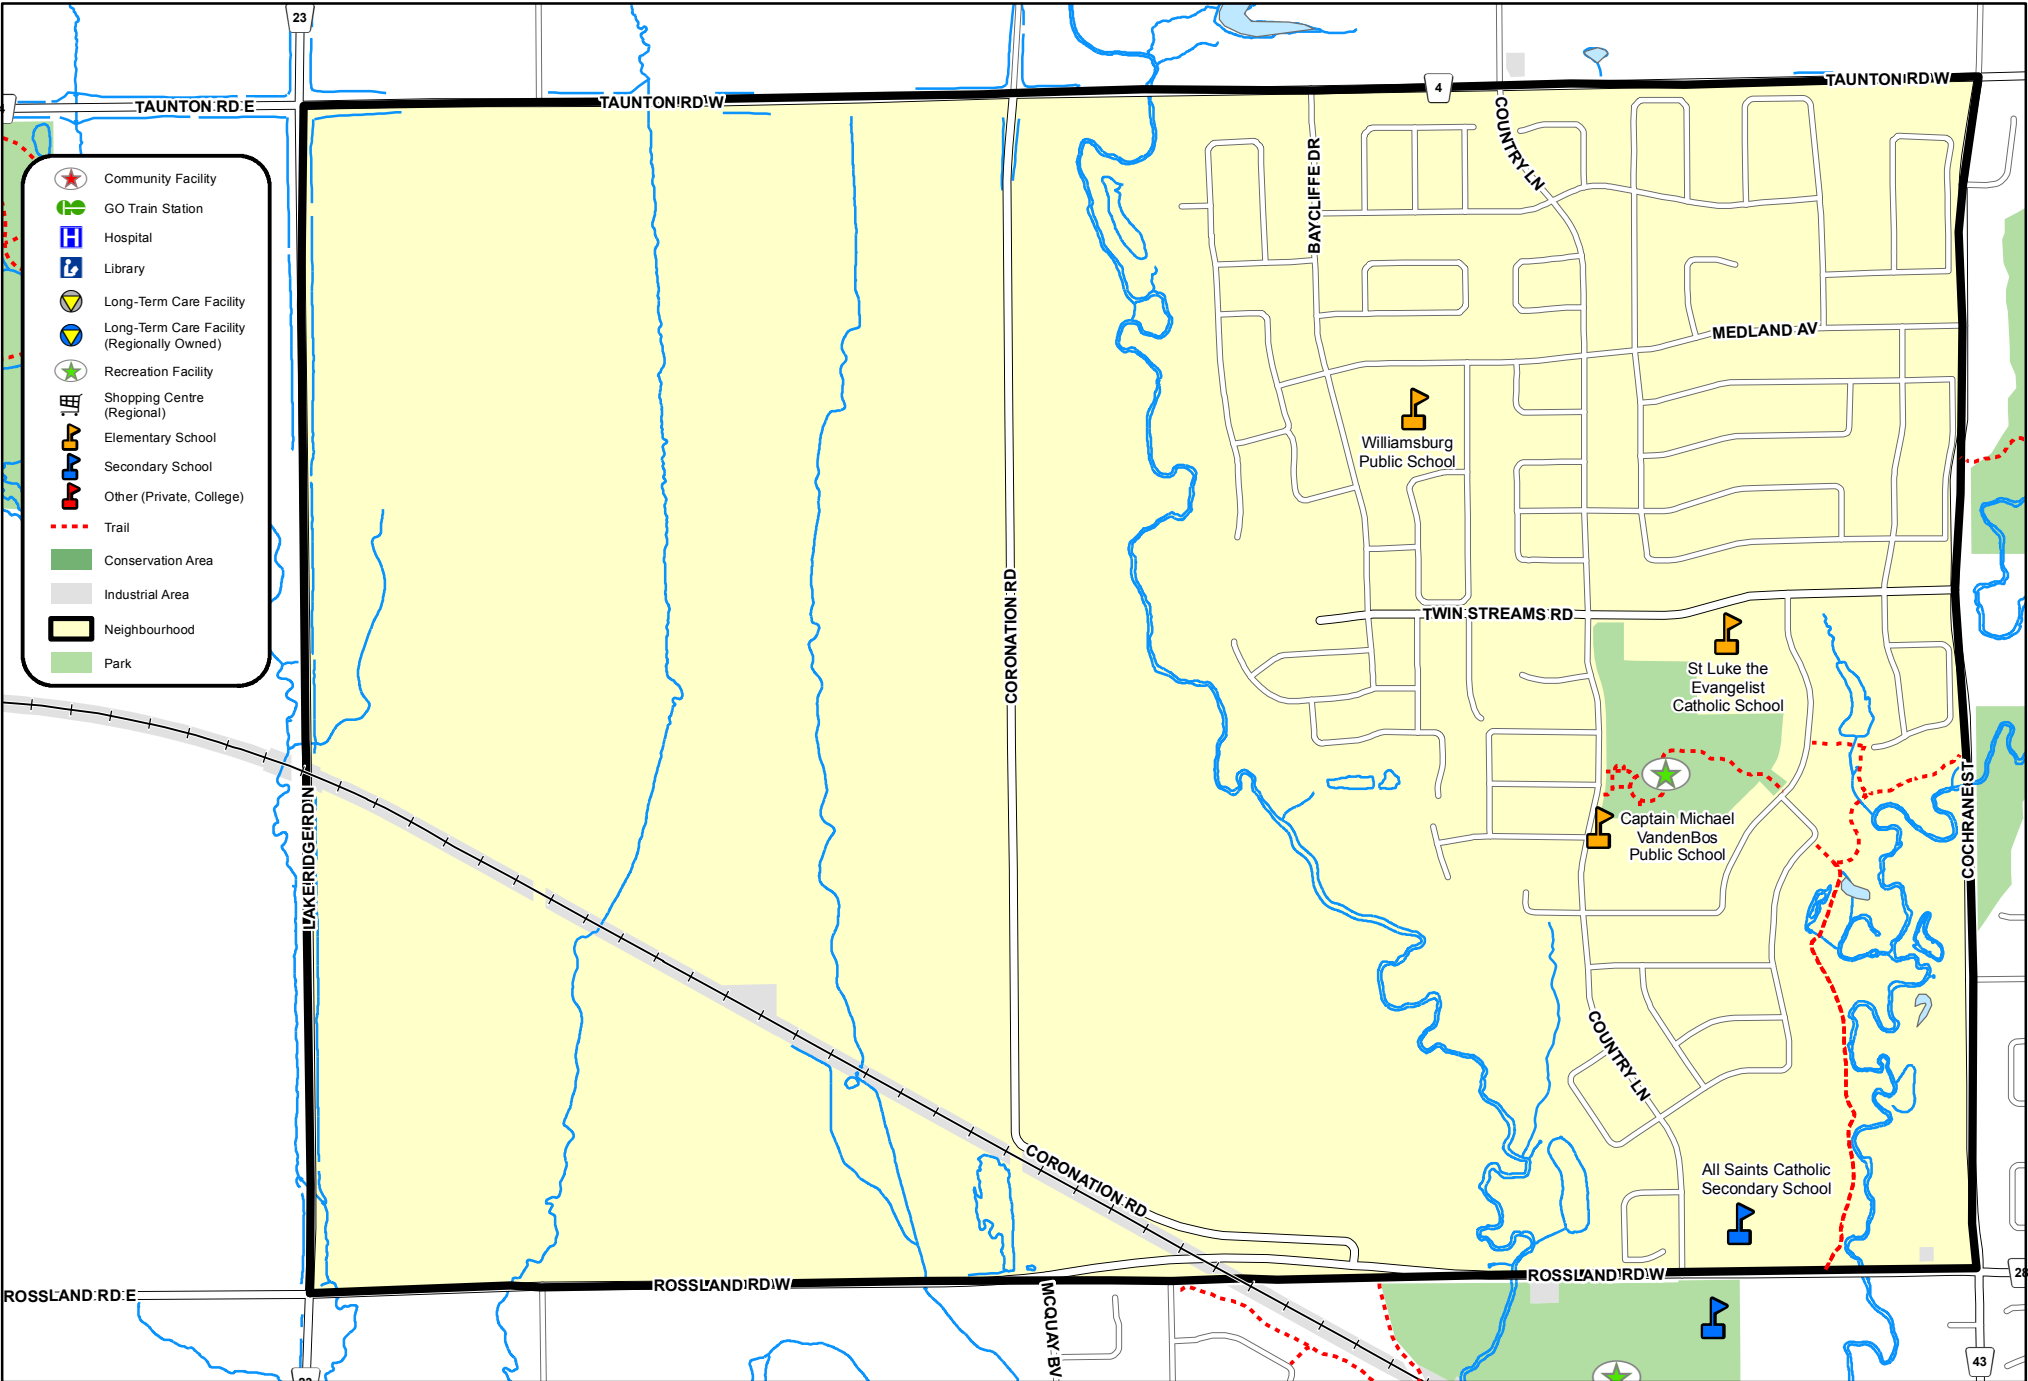 23
TAUNTON RD E
TAUNTON RD W
4
TAUNTON RD W
COUNTRY LN
BAYCLIFFE DR
Community Facility
GO Train Station
Hospital
Library
Long-Term Care Facility
Long-Term Care Facility
(Regionally Owned)
Recreation Facility
Shopping Centre
(Regional)
Elementary School
Secondary School
Other (Private, College)
Trail
Conservation Area
Industrial Area
Neighbourhood
Park
MEDLAND AV
Williamsburg
Public School
CORONATION RD
TWIN STREAMS RD
St Luke the
Evangelist
Catholic School
LAKERIDGE RD N
COCHRANE ST
Captain Michael
VandenBos
Public School
COUNTRY LN
CORONATION RD
All Saints Catholic
Secondary School
ROSSLAND RD E
ROSSLAND RD W
ROSSLAND RD W
28
MCQUAY BV
23
43